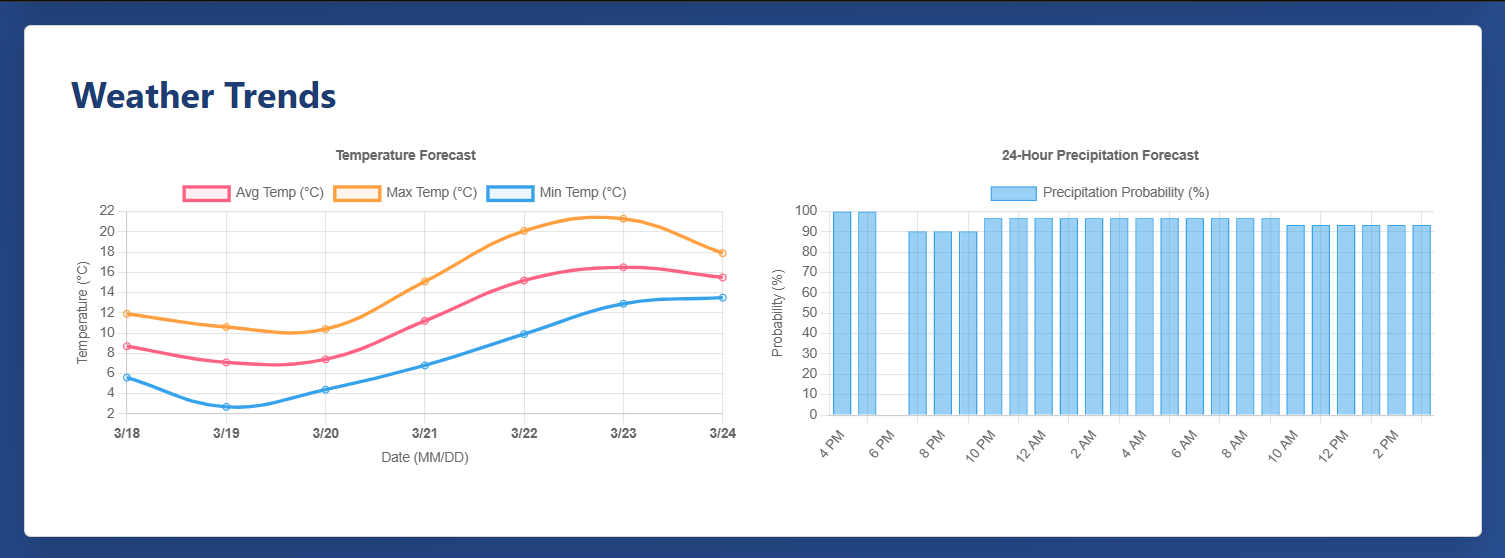 Weather Trends
Temperature Forecast
Avg Temp (°C) Max Temp (°C) Min Temp (°C)
22
20
18
16
14
12
10
8
6
4
2
Temperature (°C)
3/18 3/19 3/20 3/21 3/22 3/23 3/24
Date (MM/DD)
24-Hour Precipitation Forecast
Precipitation Probability (%)
100
90
80
70
60
50
40
30
20
10
0
Probability (%)
4 PM 6 PM 8 PM 10 PM 12 AM 2 AM 4 AM 6 AM 8 AM 10 AM 12 PM 2 PM